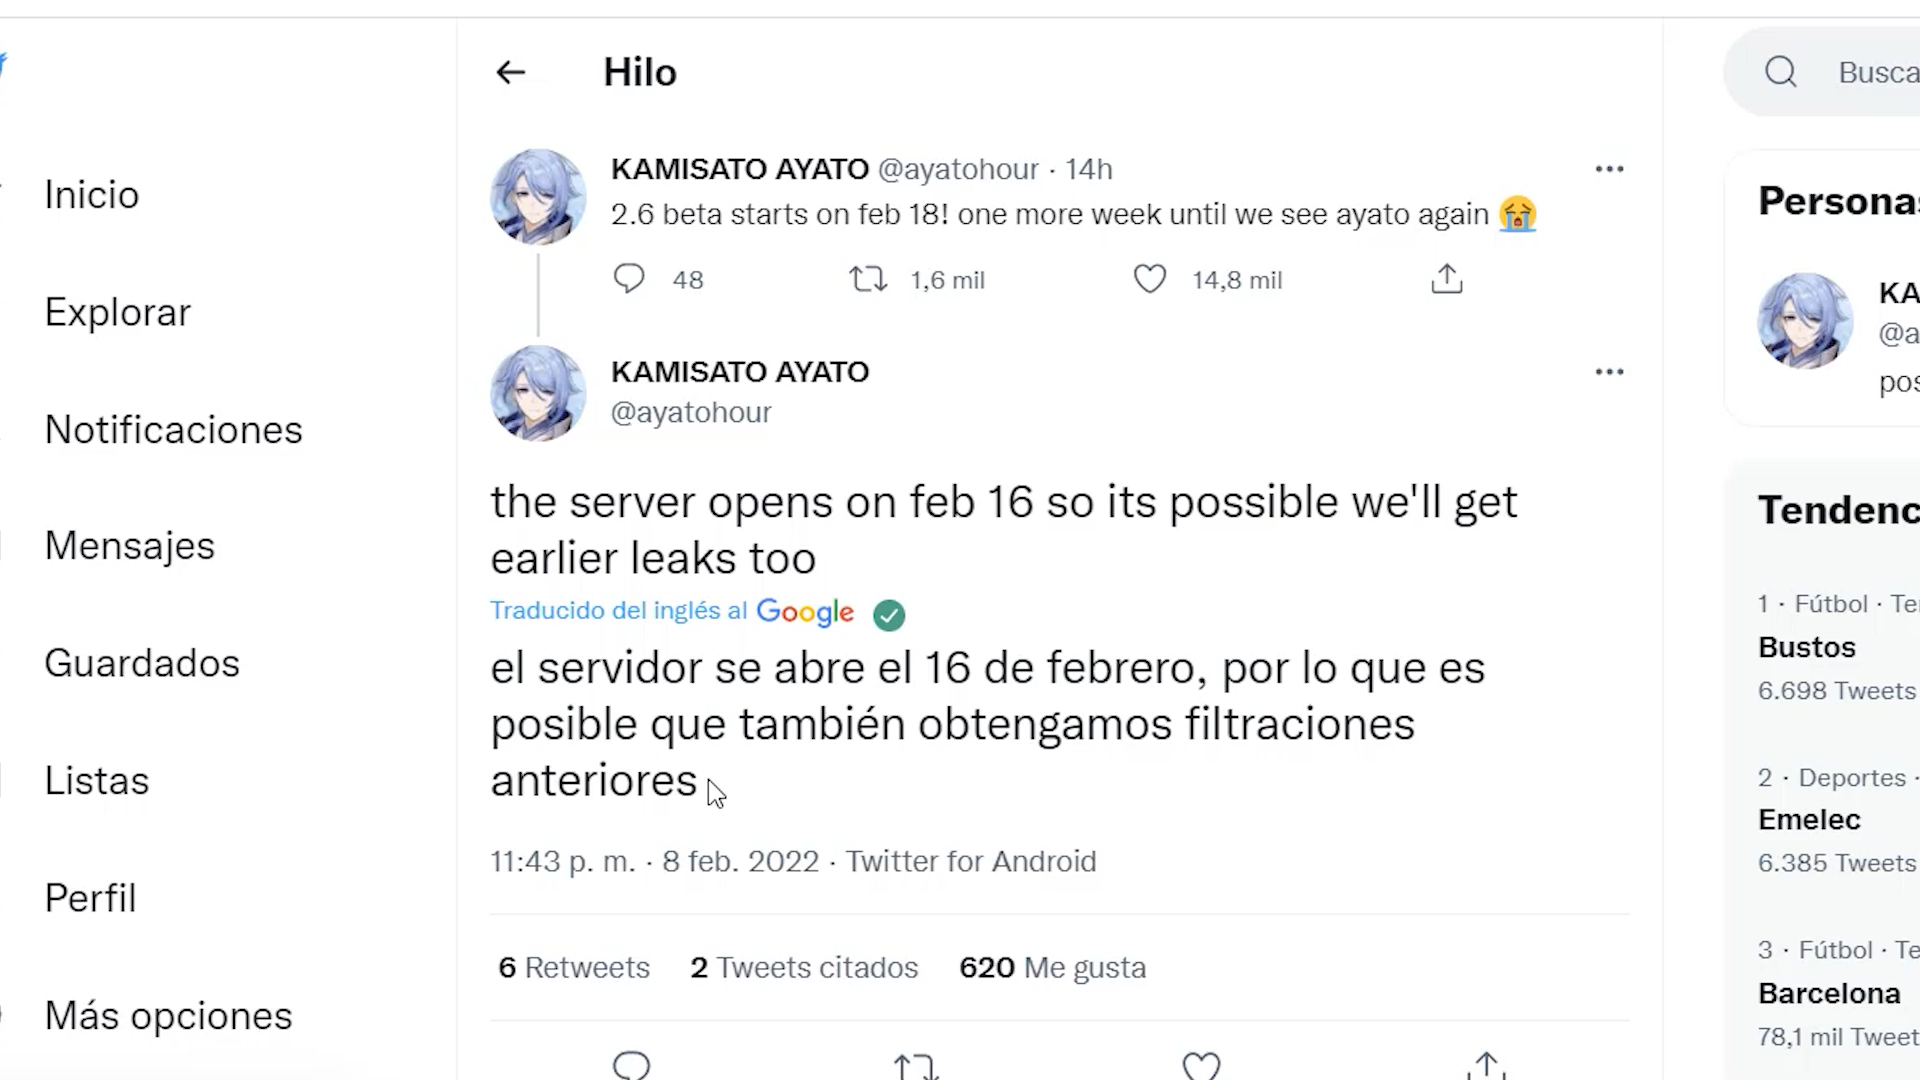 Hilo
Busca
Inicio
Explorar
Notificaciones
Mensajes
Guardados
Listas
Perfil
Más opciones
KAMISATO AYATO @ayatohour · 14h
2.6 beta starts on feb 18! one more week until we see ayato again 😭
48 1,6 mil 14,8 mil
KAMISATO AYATO
@ayatohour
the server opens on feb 16 so its possible we'll get
earlier leaks too
Traducido del inglés al Google
el servidor se abre el 16 de febrero, por lo que es
posible que también obtengamos filtraciones
anteriores
11:43 p. m. · 8 feb. 2022 · Twitter for Android
6 Retweets 2 Tweets citados 620 Me gusta
Personas
KA
@a
pos
Tendenc
1 · Fútbol · Te
Bustos
6.698 Tweets
2 · Deportes ·
Emelec
6.385 Tweets
3 · Fútbol · Te
Barcelona
78,1 mil Tweet